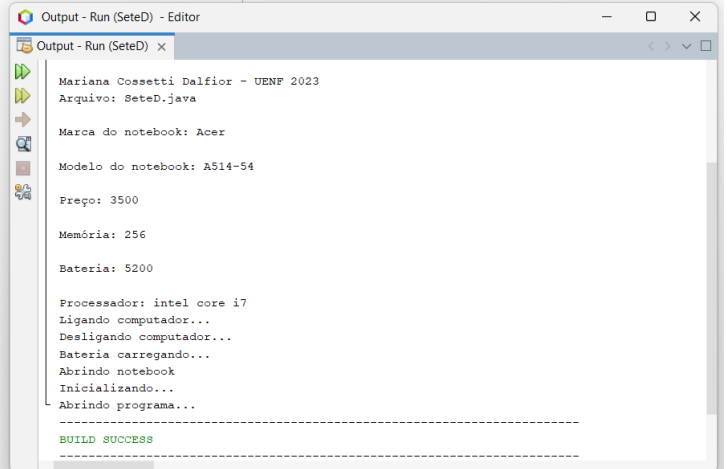 Output - Run (SeteD) - Editor
Output - Run (SeteD) ×
Mariana Cossetti Dalfior - UENF 2023
Arquivo: SeteD.java
Marca do notebook: Acer
Modelo do notebook: A514-54
Preço: 3500
Memória: 256
Bateria: 5200
Processador: intel core i7
Ligando computador...
Desligando computador...
Bateria carregando...
Abrindo notebook
Inicializando...
Abrindo programa...
------------------------------------------------------------------------
BUILD SUCCESS
------------------------------------------------------------------------